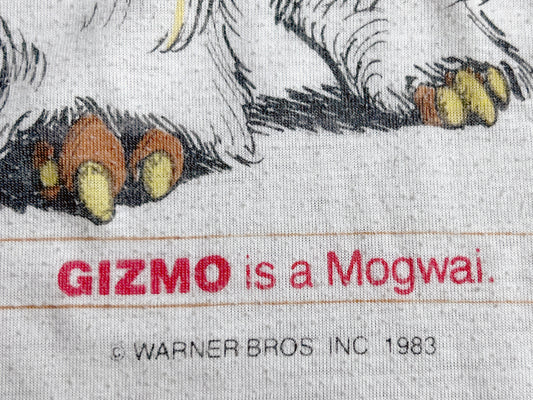 GIZMO is a Mogwai.
© WARNER BROS INC 1983